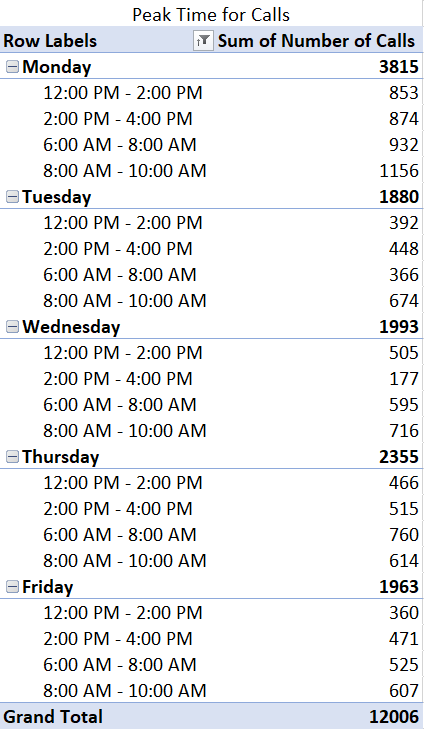 Peak Time for Calls
Row Labels Sum of Number of Calls
Monday 3815
12:00 PM - 2:00 PM 853
2:00 PM - 4:00 PM 874
6:00 AM - 8:00 AM 932
8:00 AM - 10:00 AM 1156
Tuesday 1880
12:00 PM - 2:00 PM 392
2:00 PM - 4:00 PM 448
6:00 AM - 8:00 AM 366
8:00 AM - 10:00 AM 674
Wednesday 1993
12:00 PM - 2:00 PM 505
2:00 PM - 4:00 PM 177
6:00 AM - 8:00 AM 595
8:00 AM - 10:00 AM 716
Thursday 2355
12:00 PM - 2:00 PM 466
2:00 PM - 4:00 PM 515
6:00 AM - 8:00 AM 760
8:00 AM - 10:00 AM 614
Friday 1963
12:00 PM - 2:00 PM 360
2:00 PM - 4:00 PM 471
6:00 AM - 8:00 AM 525
8:00 AM - 10:00 AM 607
Grand Total 12006